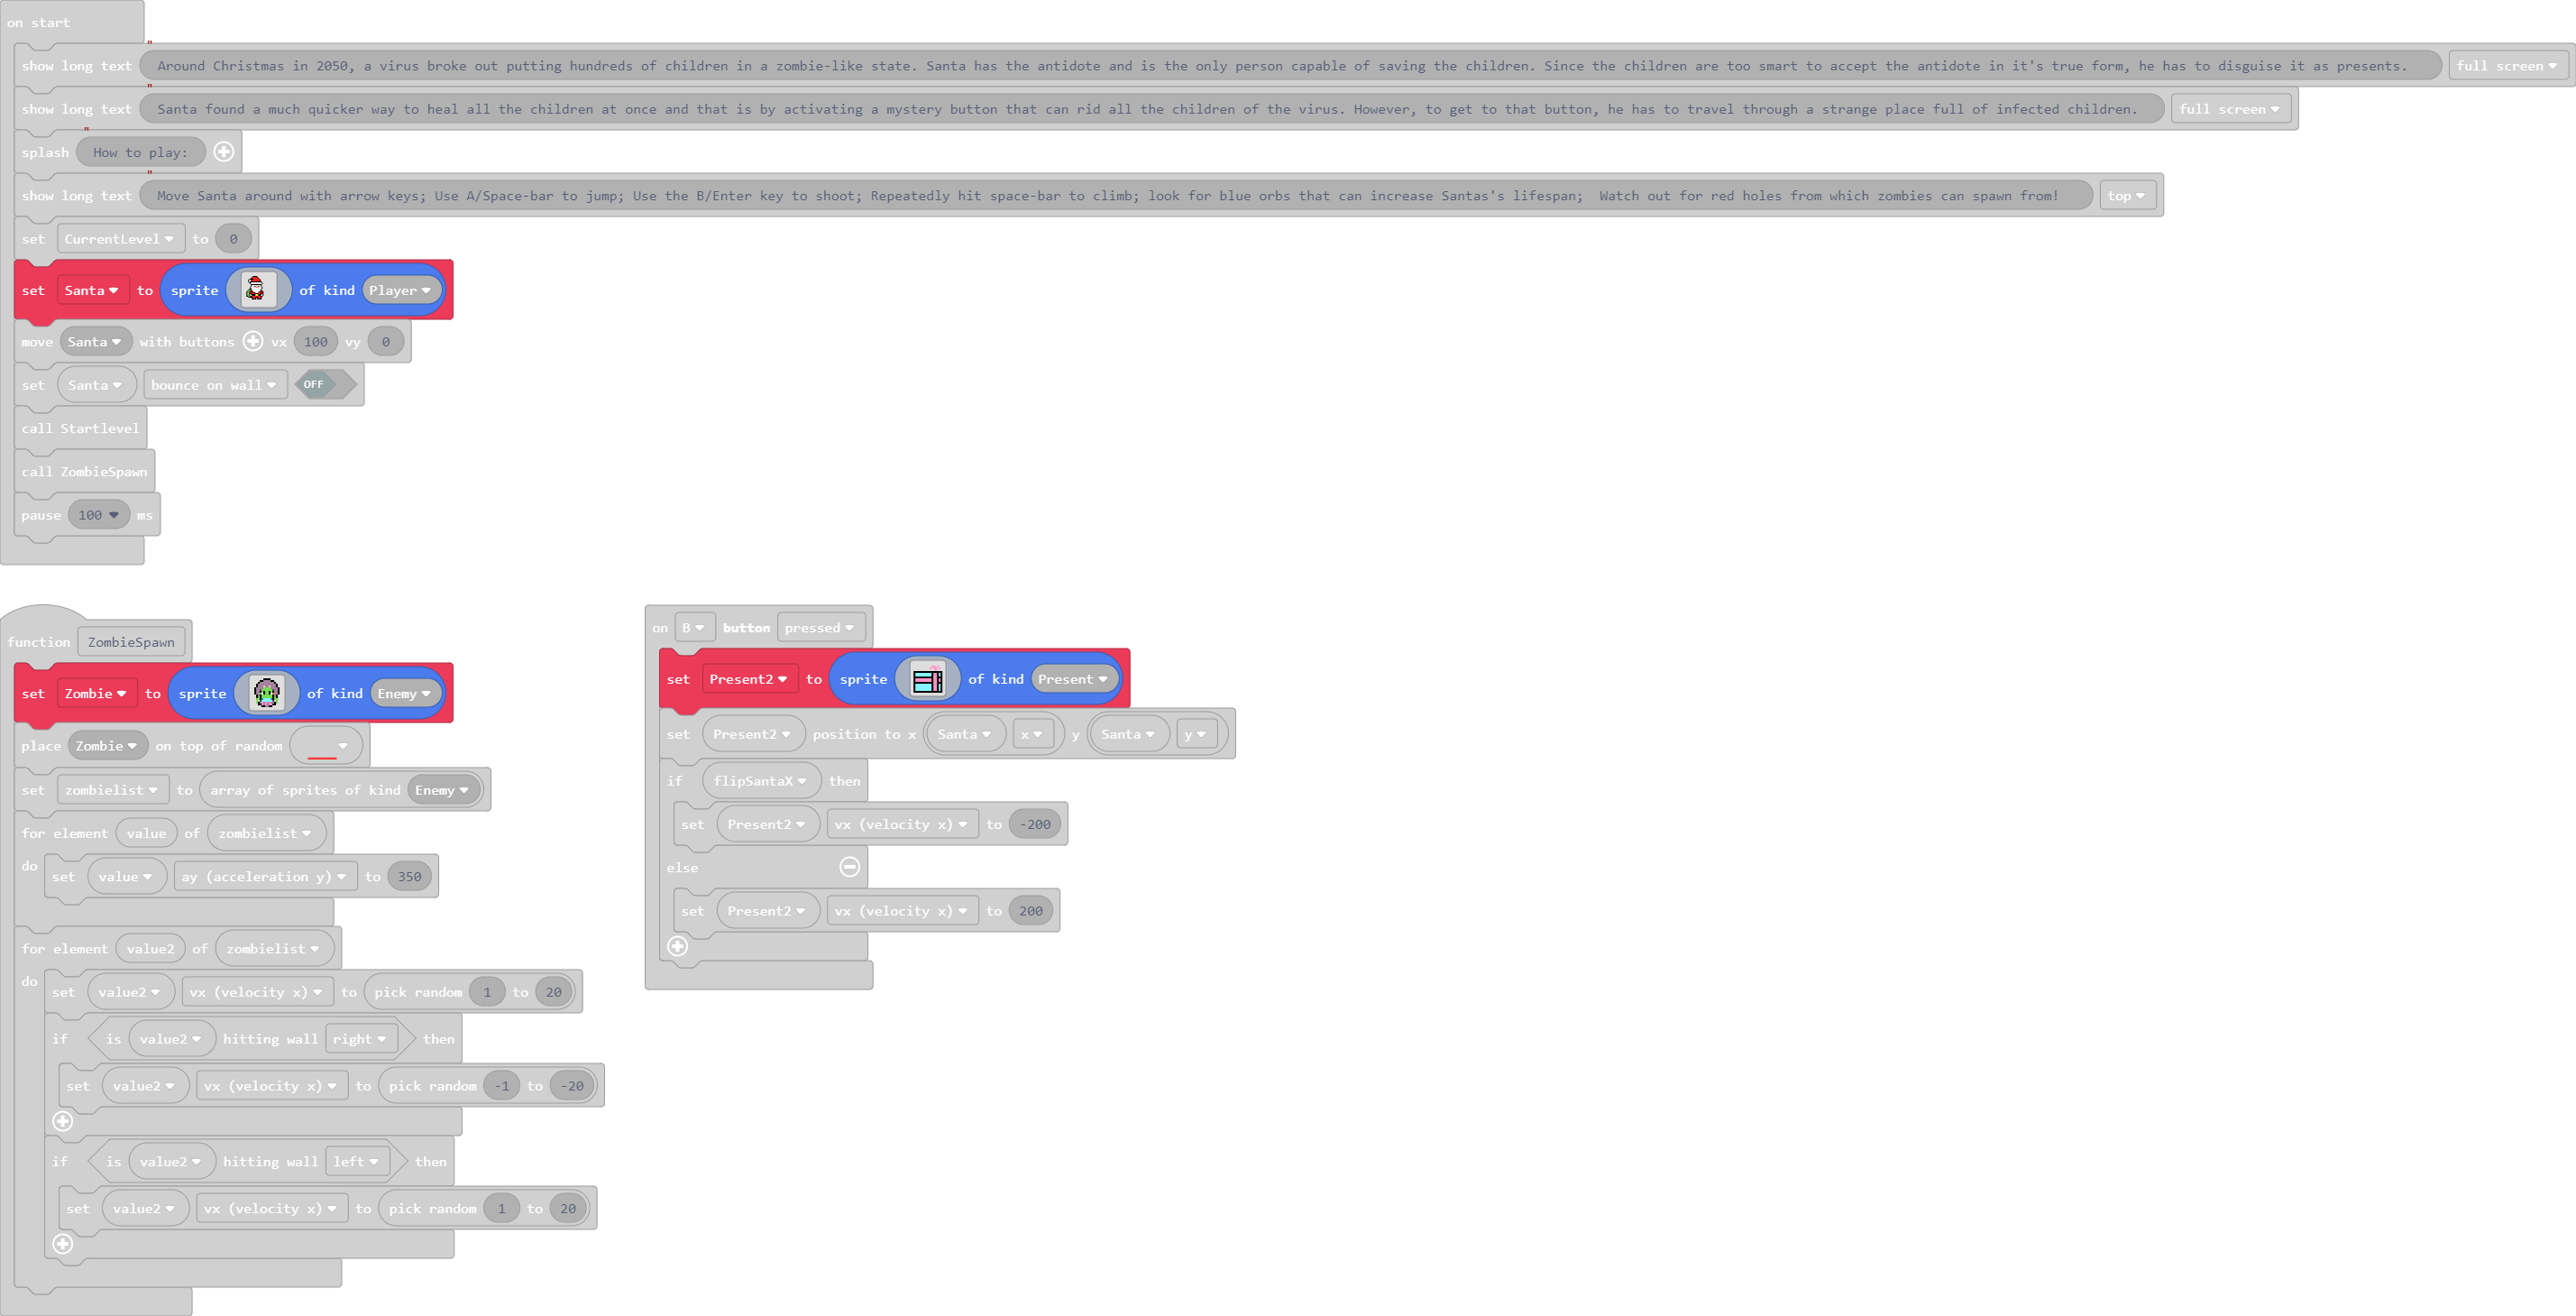 on start
show long text " Around Christmas in 2050, a virus broke out putting hundreds of children in a zombie-like state. Santa has the antidote and is the only person capable of saving the children. Since the children are too smart to accept the antidote in it's true form, he has to disguise it as presents. full screen
show long text " Santa found a much quicker way to heal all the children at once and that is by activating a mystery button that can rid all the children of the virus. However, to get to that button, he has to travel through a strange place full of infected children. full screen
splash " How to play:
show long text " Move Santa around with arrow keys; Use A/Space-bar to jump; Use the B/Enter key to shoot; Repeatedly hit space-bar to climb; look for blue orbs that can increase Santas's lifespan;  Watch out for red holes from which zombies can spawn from! top
set CurrentLevel to 0
set Santa to sprite of kind Player
move Santa with buttons vx 100 vy 0
set Santa bounce on wall OFF
call Startlevel
call ZombieSpawn
pause 100 ms
function ZombieSpawn
set Zombie to sprite of kind Enemy
place Zombie on top of random
set zombielist to array of sprites of kind Enemy
for element value of zombielist
do set value ay (acceleration y) to 350
for element value2 of zombielist
do set value2 vx (velocity x) to pick random 1 to 20
if is value2 hitting wall right then
set value2 vx (velocity x) to pick random -1 to -20
if is value2 hitting wall left then
set value2 vx (velocity x) to pick random 1 to 20
on B button pressed
set Present2 to sprite of kind Present
set Present2 position to x Santa x y Santa y
if flipSantaX then
set Present2 vx (velocity x) to -200
else
set Present2 vx (velocity x) to 200